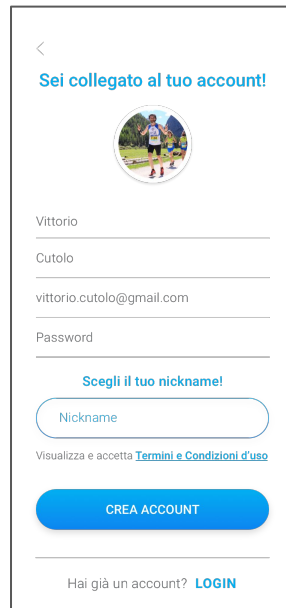 Sei collegato al tuo account!
Vittorio
Cutolo
vittorio.cutolo@gmail.com
Password
Scegli il tuo nickname!
Nickname
Visualizza e accetta Termini e Condizioni d'uso
CREA ACCOUNT
Hai già un account? LOGIN